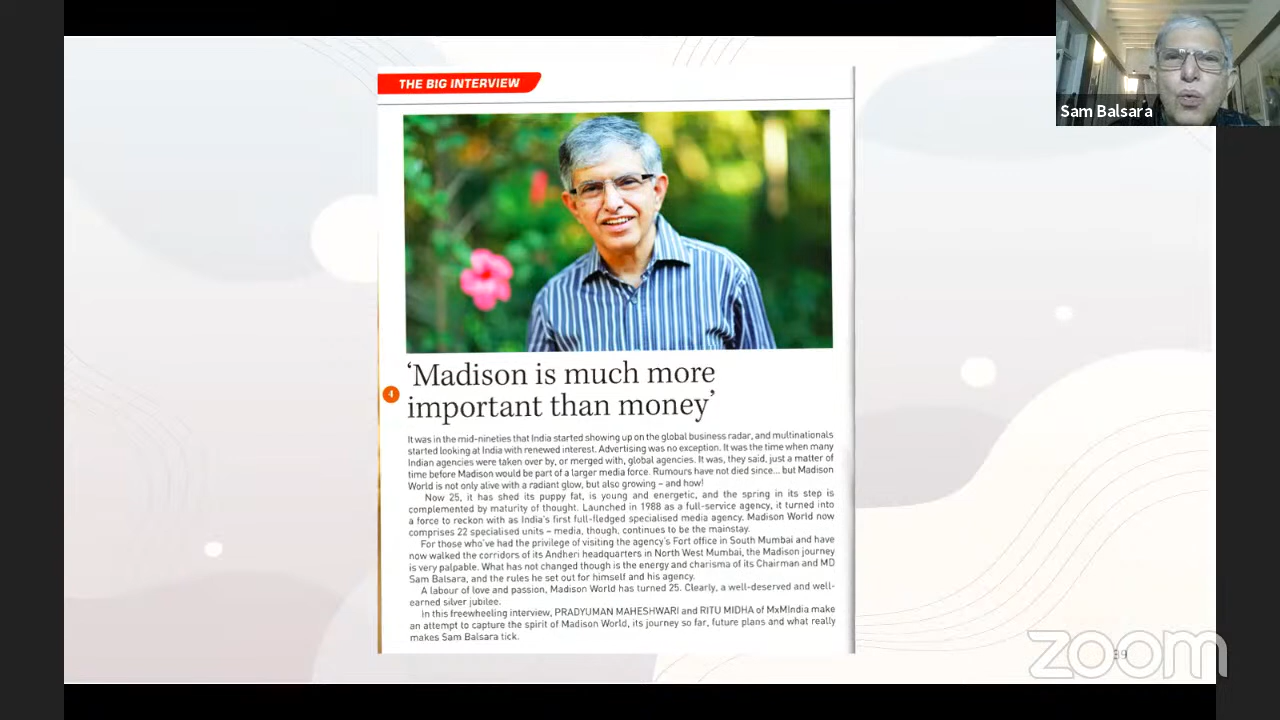 THE BIG INTERVIEW
Sam Balsara
‘Madison is much more
important than money’
4
It was in the mid-nineties that India started showing up on the global business radar, and multinationals
started looking at India with renewed interest. Advertising was no exception. It was the time when many
Indian agencies were taken over by, or merged with, global agencies. It was, they said, just a matter of
time before Madison would be part of a larger media force. Rumours have not died since... but Madison
World is not only alive with a radiant glow, but also growing – and how!
Now 25, it has shed its puppy fat, is young and energetic, and the spring in its step is
complemented by maturity of thought. Launched in 1988 as a full-service agency, it turned into
a force to reckon with as India's first full-fledged specialised media agency. Madison World now
comprises 22 specialised units – media, though, continues to be the mainstay.
For those who've had the privilege of visiting the agency's Fort office in South Mumbai and have
now walked the corridors of its Andheri headquarters in North West Mumbai, the Madison journey
is very palpable. What has not changed though is the energy and charisma of its Chairman and MD
Sam Balsara, and the rules he set out for himself and his agency.
A labour of love and passion, Madison World has turned 25. Clearly, a well-deserved and well-
earned silver jubilee.
In this freewheeling interview, PRADYUMAN MAHESHWARI and RITU MIDHA of MxMIndia make
an attempt to capture the spirit of Madison World, its journey so far, future plans and what really
makes Sam Balsara tick.
39
zoom